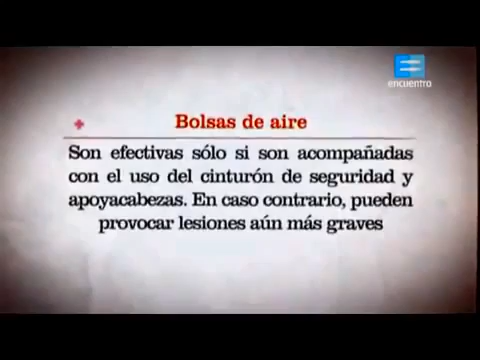 encuentro
Bolsas de aire
Son efectivas sólo si son acompañadas
con el uso del cinturón de seguridad y
apoyacabezas. En caso contrario, pueden
provocar lesiones aún más graves